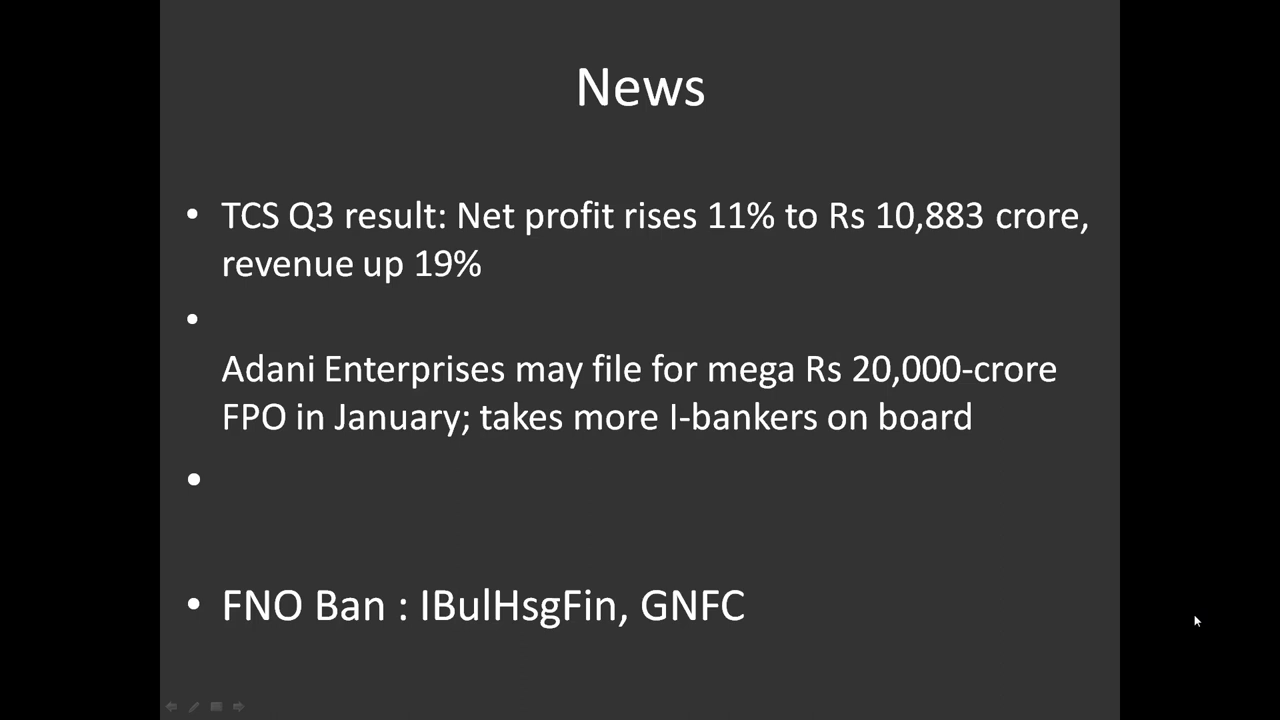 News
• TCS Q3 result: Net profit rises 11% to Rs 10,883 crore,
revenue up 19%
•
Adani Enterprises may file for mega Rs 20,000-crore
FPO in January; takes more I-bankers on board
•
• FNO Ban : IBulHsgFin, GNFC